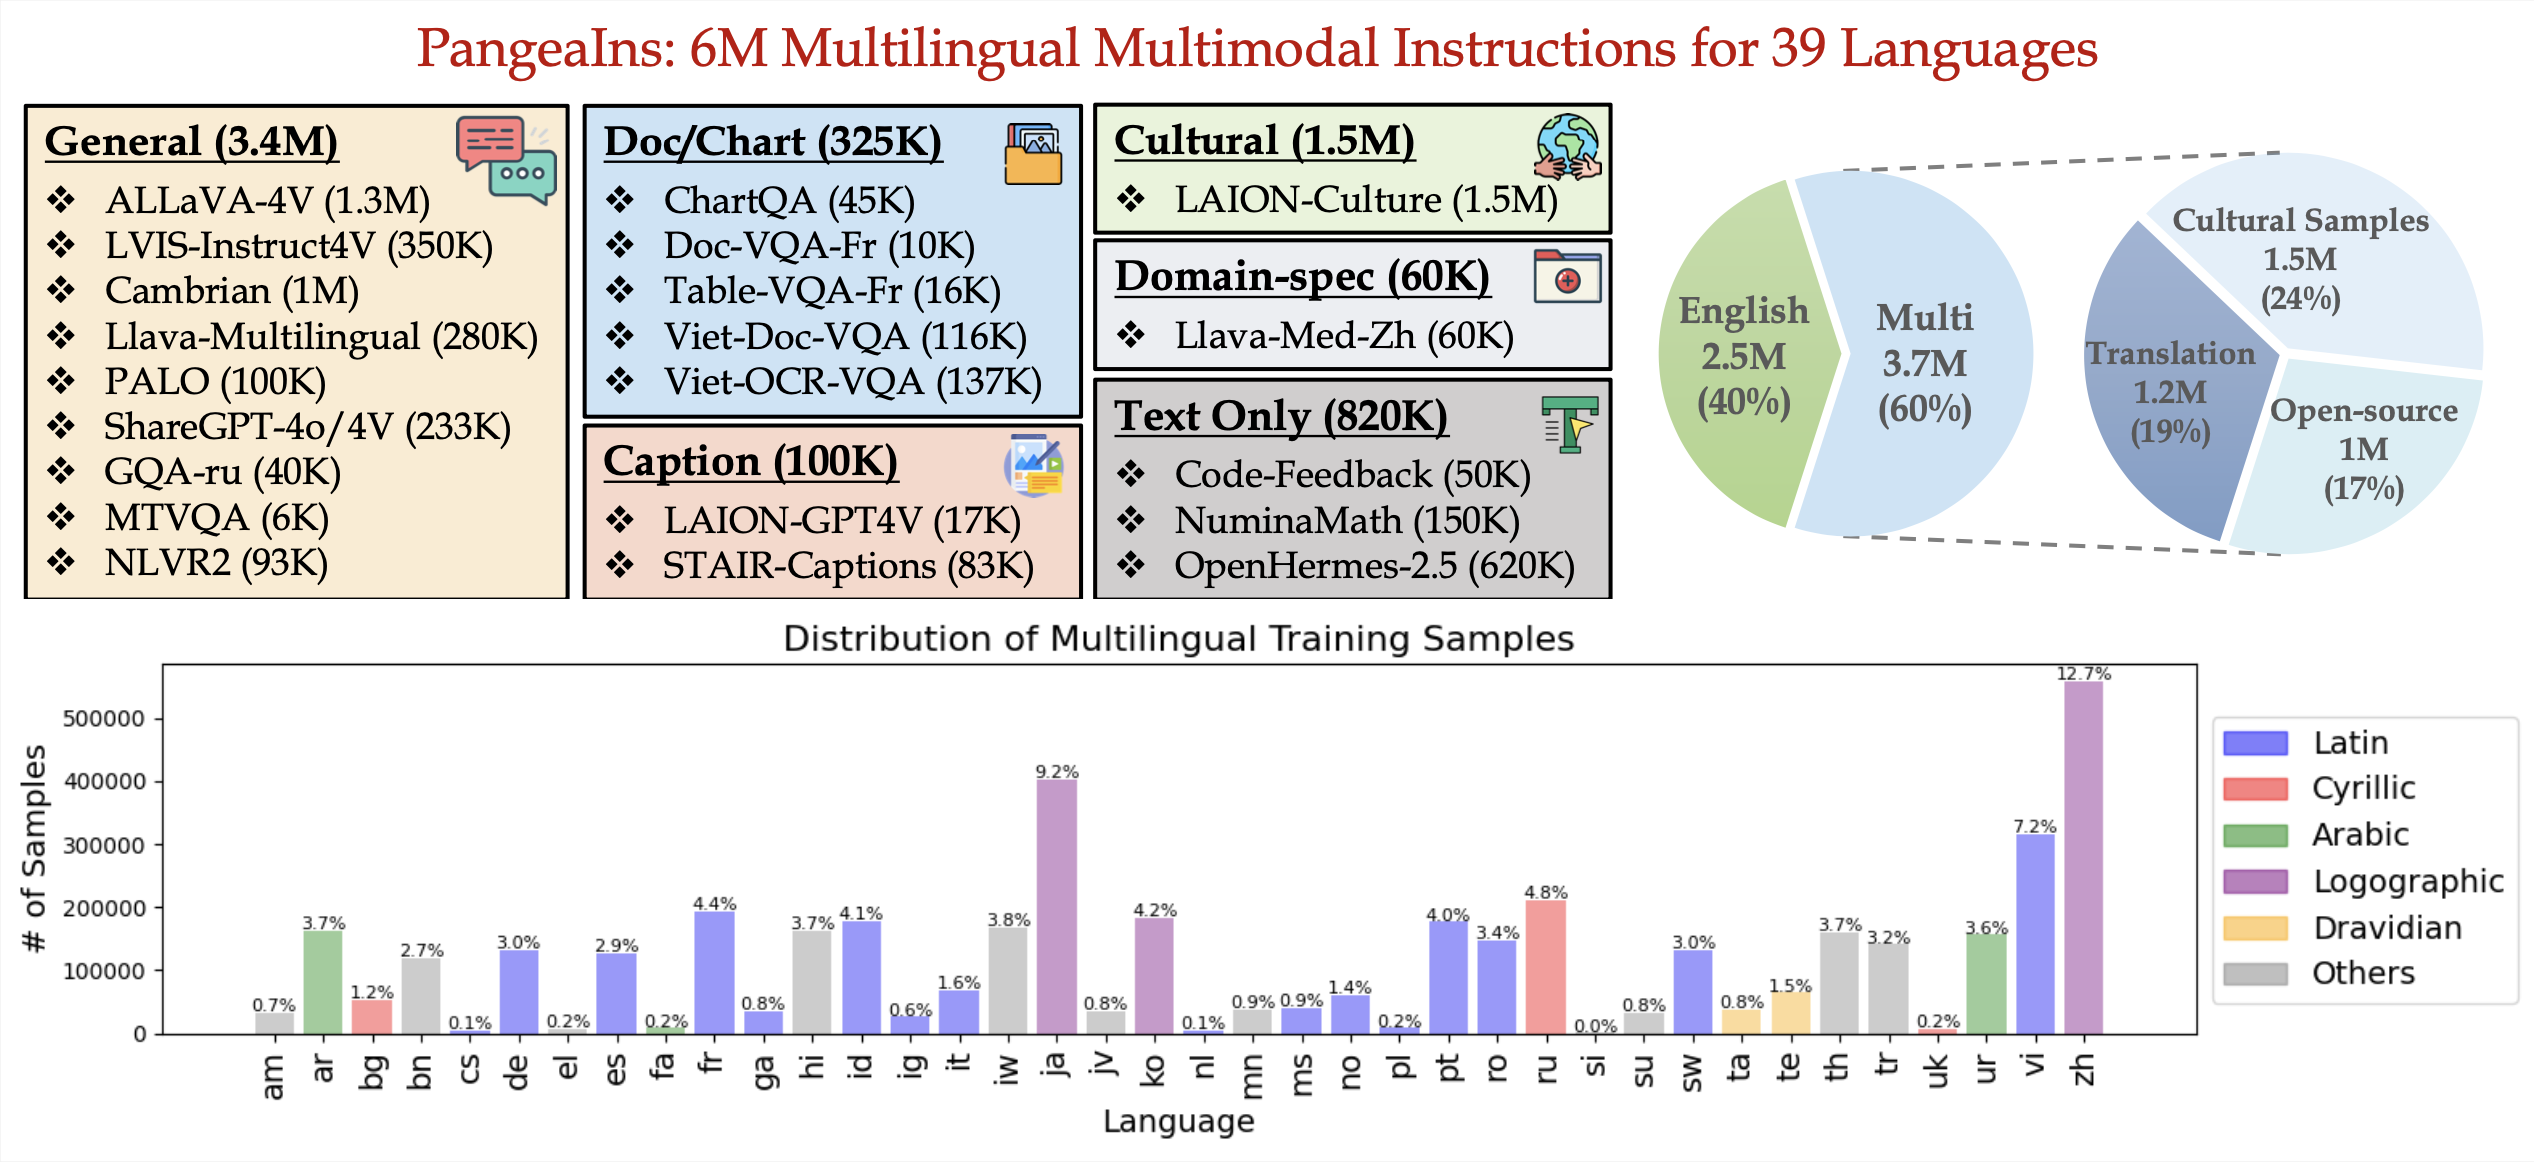 PangeaIns: 6M Multilingual Multimodal Instructions for 39 Languages
General (3.4M)
❖ ALLaVA-4V (1.3M)
❖ LVIS-Instruct4V (350K)
❖ Cambrian (1M)
❖ Llava-Multilingual (280K)
❖ PALO (100K)
❖ ShareGPT-4o/4V (233K)
❖ GQA-ru (40K)
❖ MTVQA (6K)
❖ NLVR2 (93K)
Doc/Chart (325K)
❖ ChartQA (45K)
❖ Doc-VQA-Fr (10K)
❖ Table-VQA-Fr (16K)
❖ Viet-Doc-VQA (116K)
❖ Viet-OCR-VQA (137K)
Caption (100K)
❖ LAION-GPT4V (17K)
❖ STAIR-Captions (83K)
Cultural (1.5M)
❖ LAION-Culture (1.5M)
Domain-spec (60K)
❖ Llava-Med-Zh (60K)
Text Only (820K)
❖ Code-Feedback (50K)
❖ NuminaMath (150K)
❖ OpenHermes-2.5 (620K)
English
2.5M
(40%)
Multi
3.7M
(60%)
Cultural Samples
1.5M
(24%)
Translation
1.2M
(19%)
Open-source
1M
(17%)
Distribution of Multilingual Training Samples
# of Samples
500000
400000
300000
200000
100000
0
0.7% 3.7% 1.2% 2.7% 0.1% 3.0% 0.2% 2.9% 0.2% 4.4% 0.8% 3.7% 4.1% 0.6% 1.6% 3.8% 9.2% 0.8% 4.2% 0.1% 0.9% 0.9% 1.4% 0.2% 4.0% 3.4% 4.8% 0.0% 0.8% 3.0% 0.8% 1.5% 3.7% 3.2% 0.2% 3.6% 7.2% 12.7%
am ar bg bn cs de el es fa fr ga hi id ig it iw ja jv ko nl mn ms no pl pt ro ru si su sw ta te th tr uk ur vi zh
Language
Latin
Cyrillic
Arabic
Logographic
Dravidian
Others